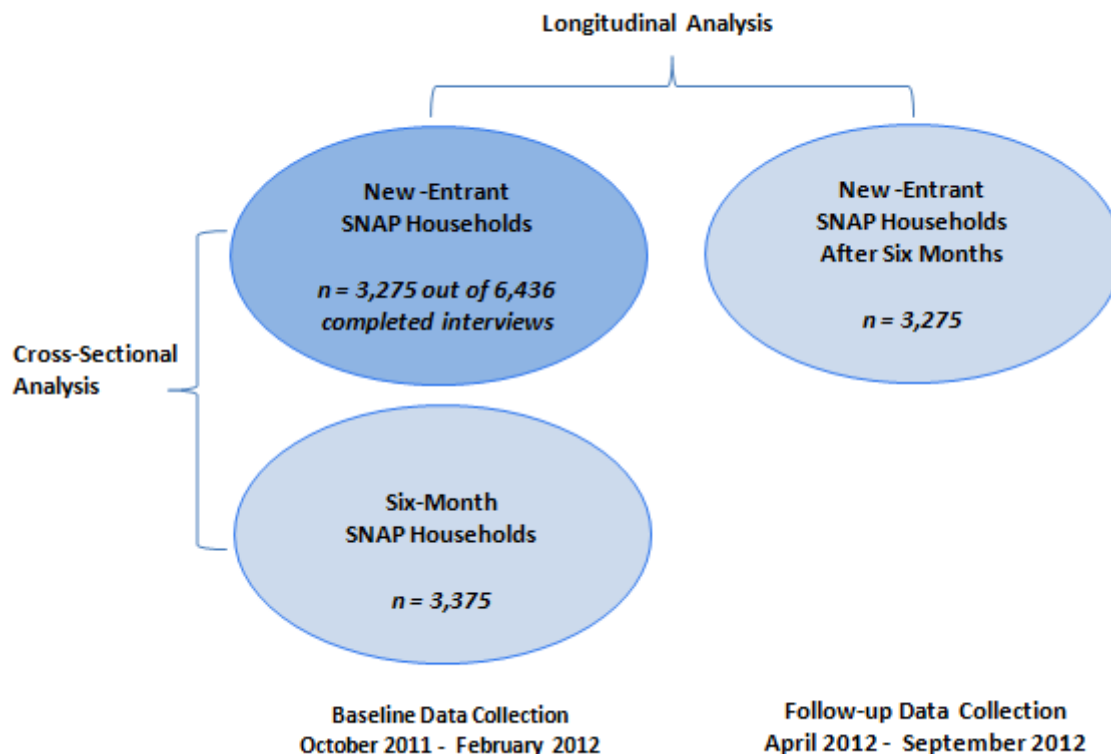 Longitudinal Analysis
New -Entrant
SNAP Households
n = 3,275 out of 6,436
completed interviews
New -Entrant
SNAP Households
After Six Months
n = 3,275
Cross-Sectional
Analysis
Six-Month
SNAP Households
n = 3,375
Baseline Data Collection
October 2011 - February 2012
Follow-up Data Collection
April 2012 - September 2012